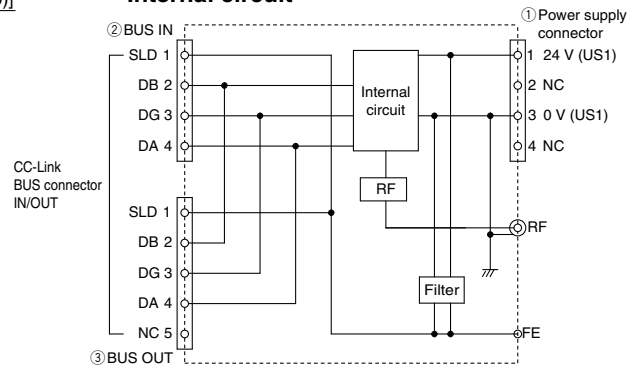 Internal circuit
② BUS IN
SLD 1
DB 2
DG 3
DA 4
CC-Link
BUS connector
IN/OUT
SLD 1
DB 2
DG 3
DA 4
NC 5
③ BUS OUT
Internal
circuit
RF
Filter
① Power supply
connector
1 24 V (US1)
2 NC
3 0 V (US1)
4 NC
RF
FE